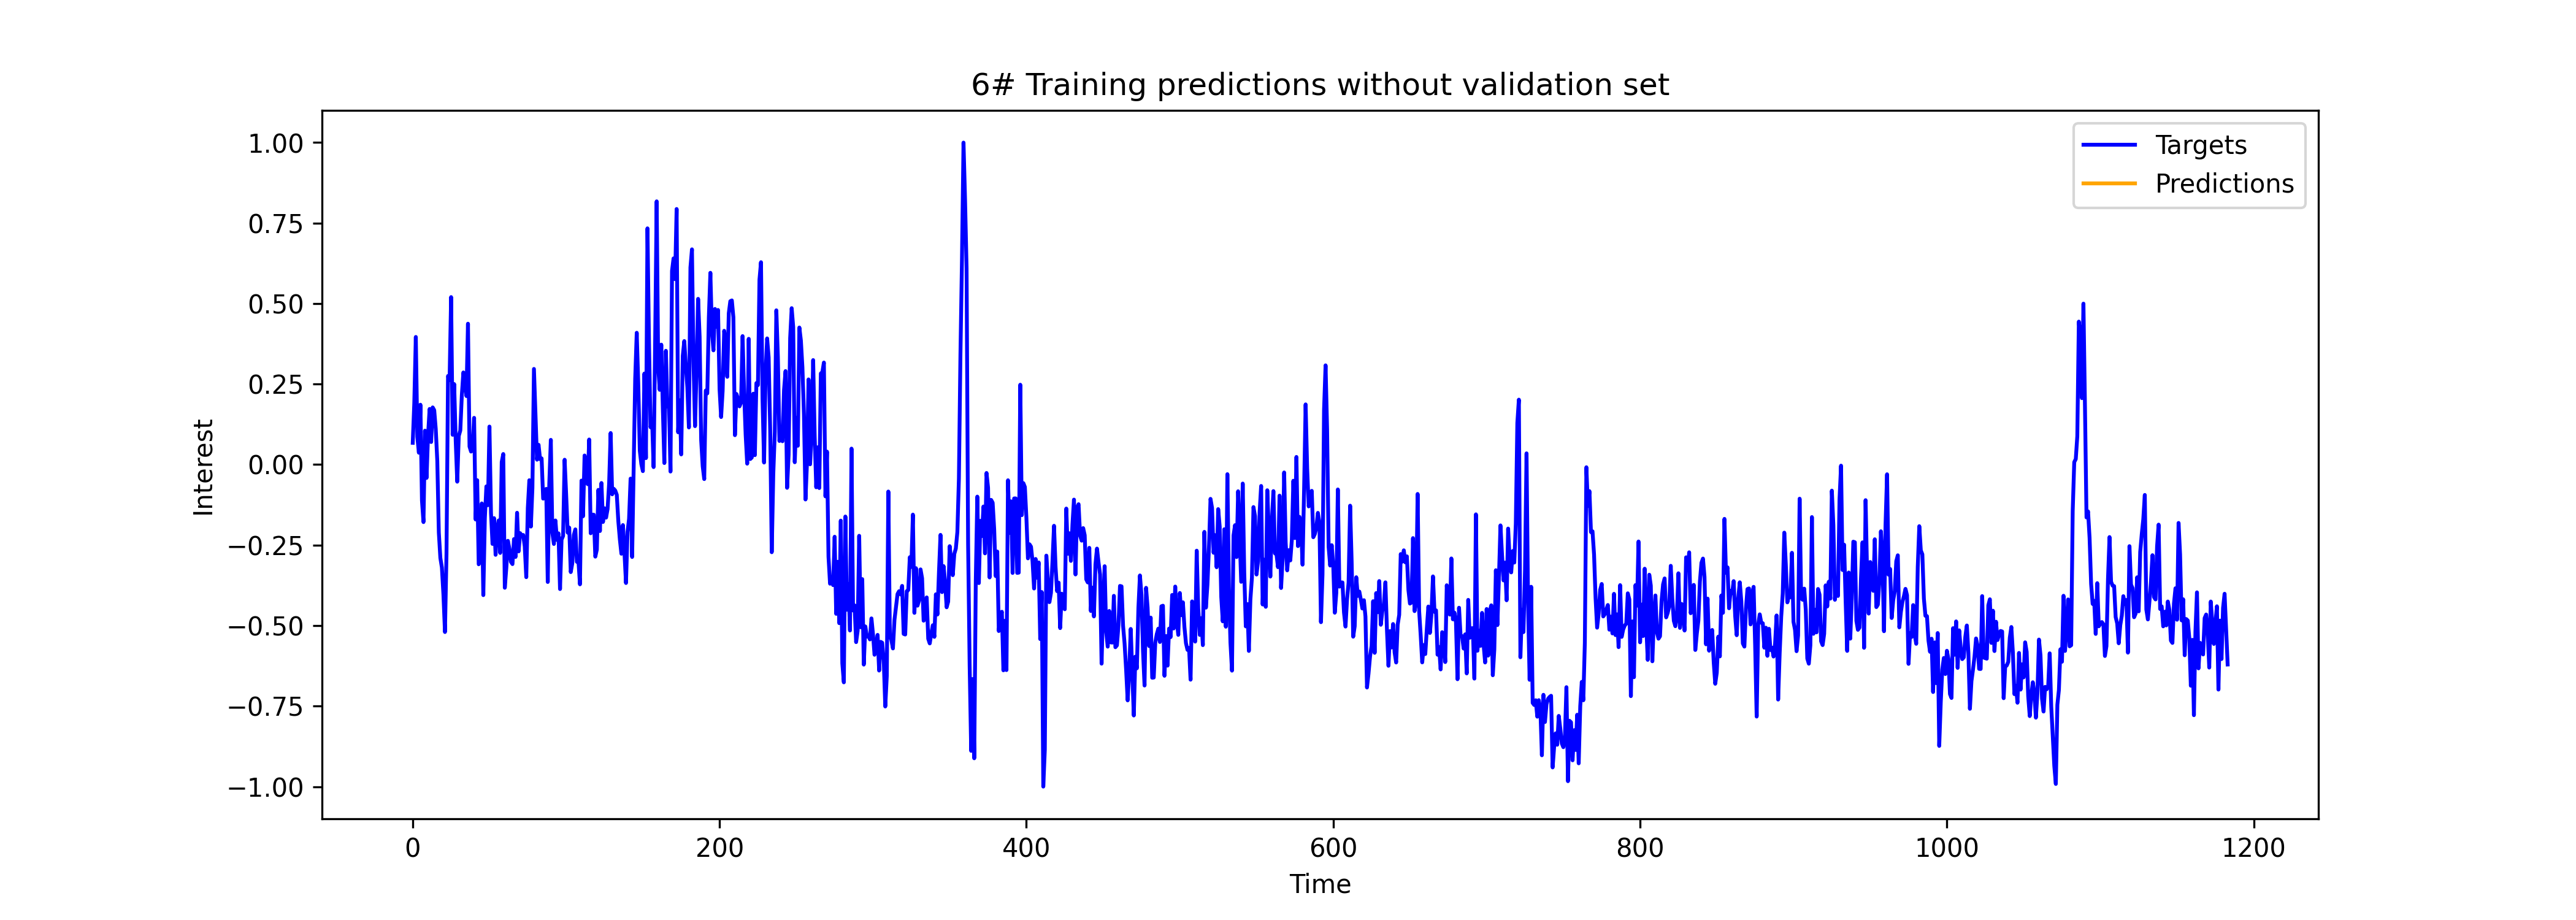 6# Training predictions without validation set
Targets
Predictions
1.00
0.75
0.50
0.25
0.00
−0.25
−0.50
−0.75
−1.00
Interest
0 200 400 600 800 1000 1200
Time